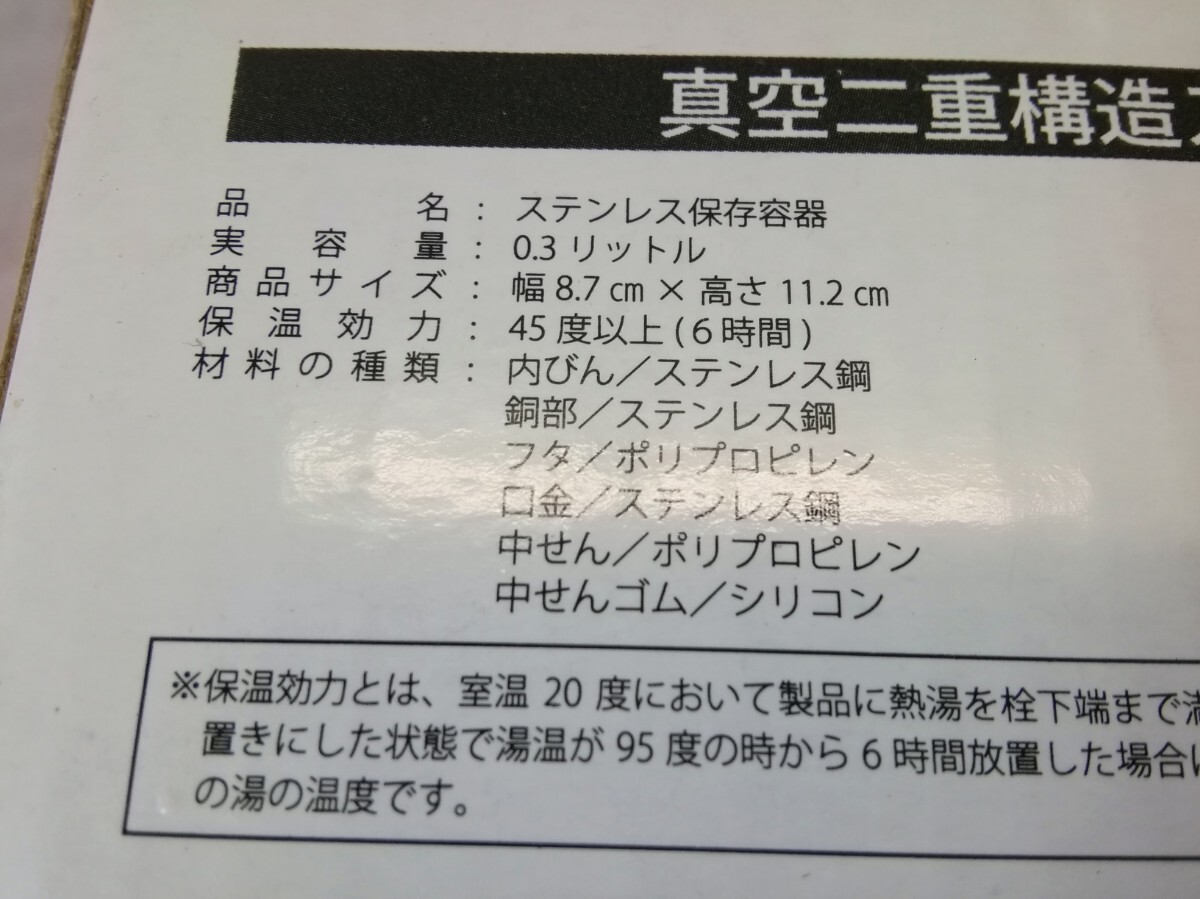 真空二重構造
品名：ステンレス保存容器
実容量：0.3 リットル
商品サイズ：幅 8.7 ㎝ × 高さ 11.2 ㎝
保温効力：45 度以上 ( 6 時間 )
材料の種類：内びん／ステンレス鋼
銅部／ステンレス鋼
フタ／ポリプロピレン
口金／ステンレス鋼
中せん／ポリプロピレン
中せんゴム／シリコン
※保温効力とは、室温 20 度において製品に熱湯を栓下端まで満
置きにした状態で湯温が 95 度の時から 6 時間放置した場合
の湯の温度です。